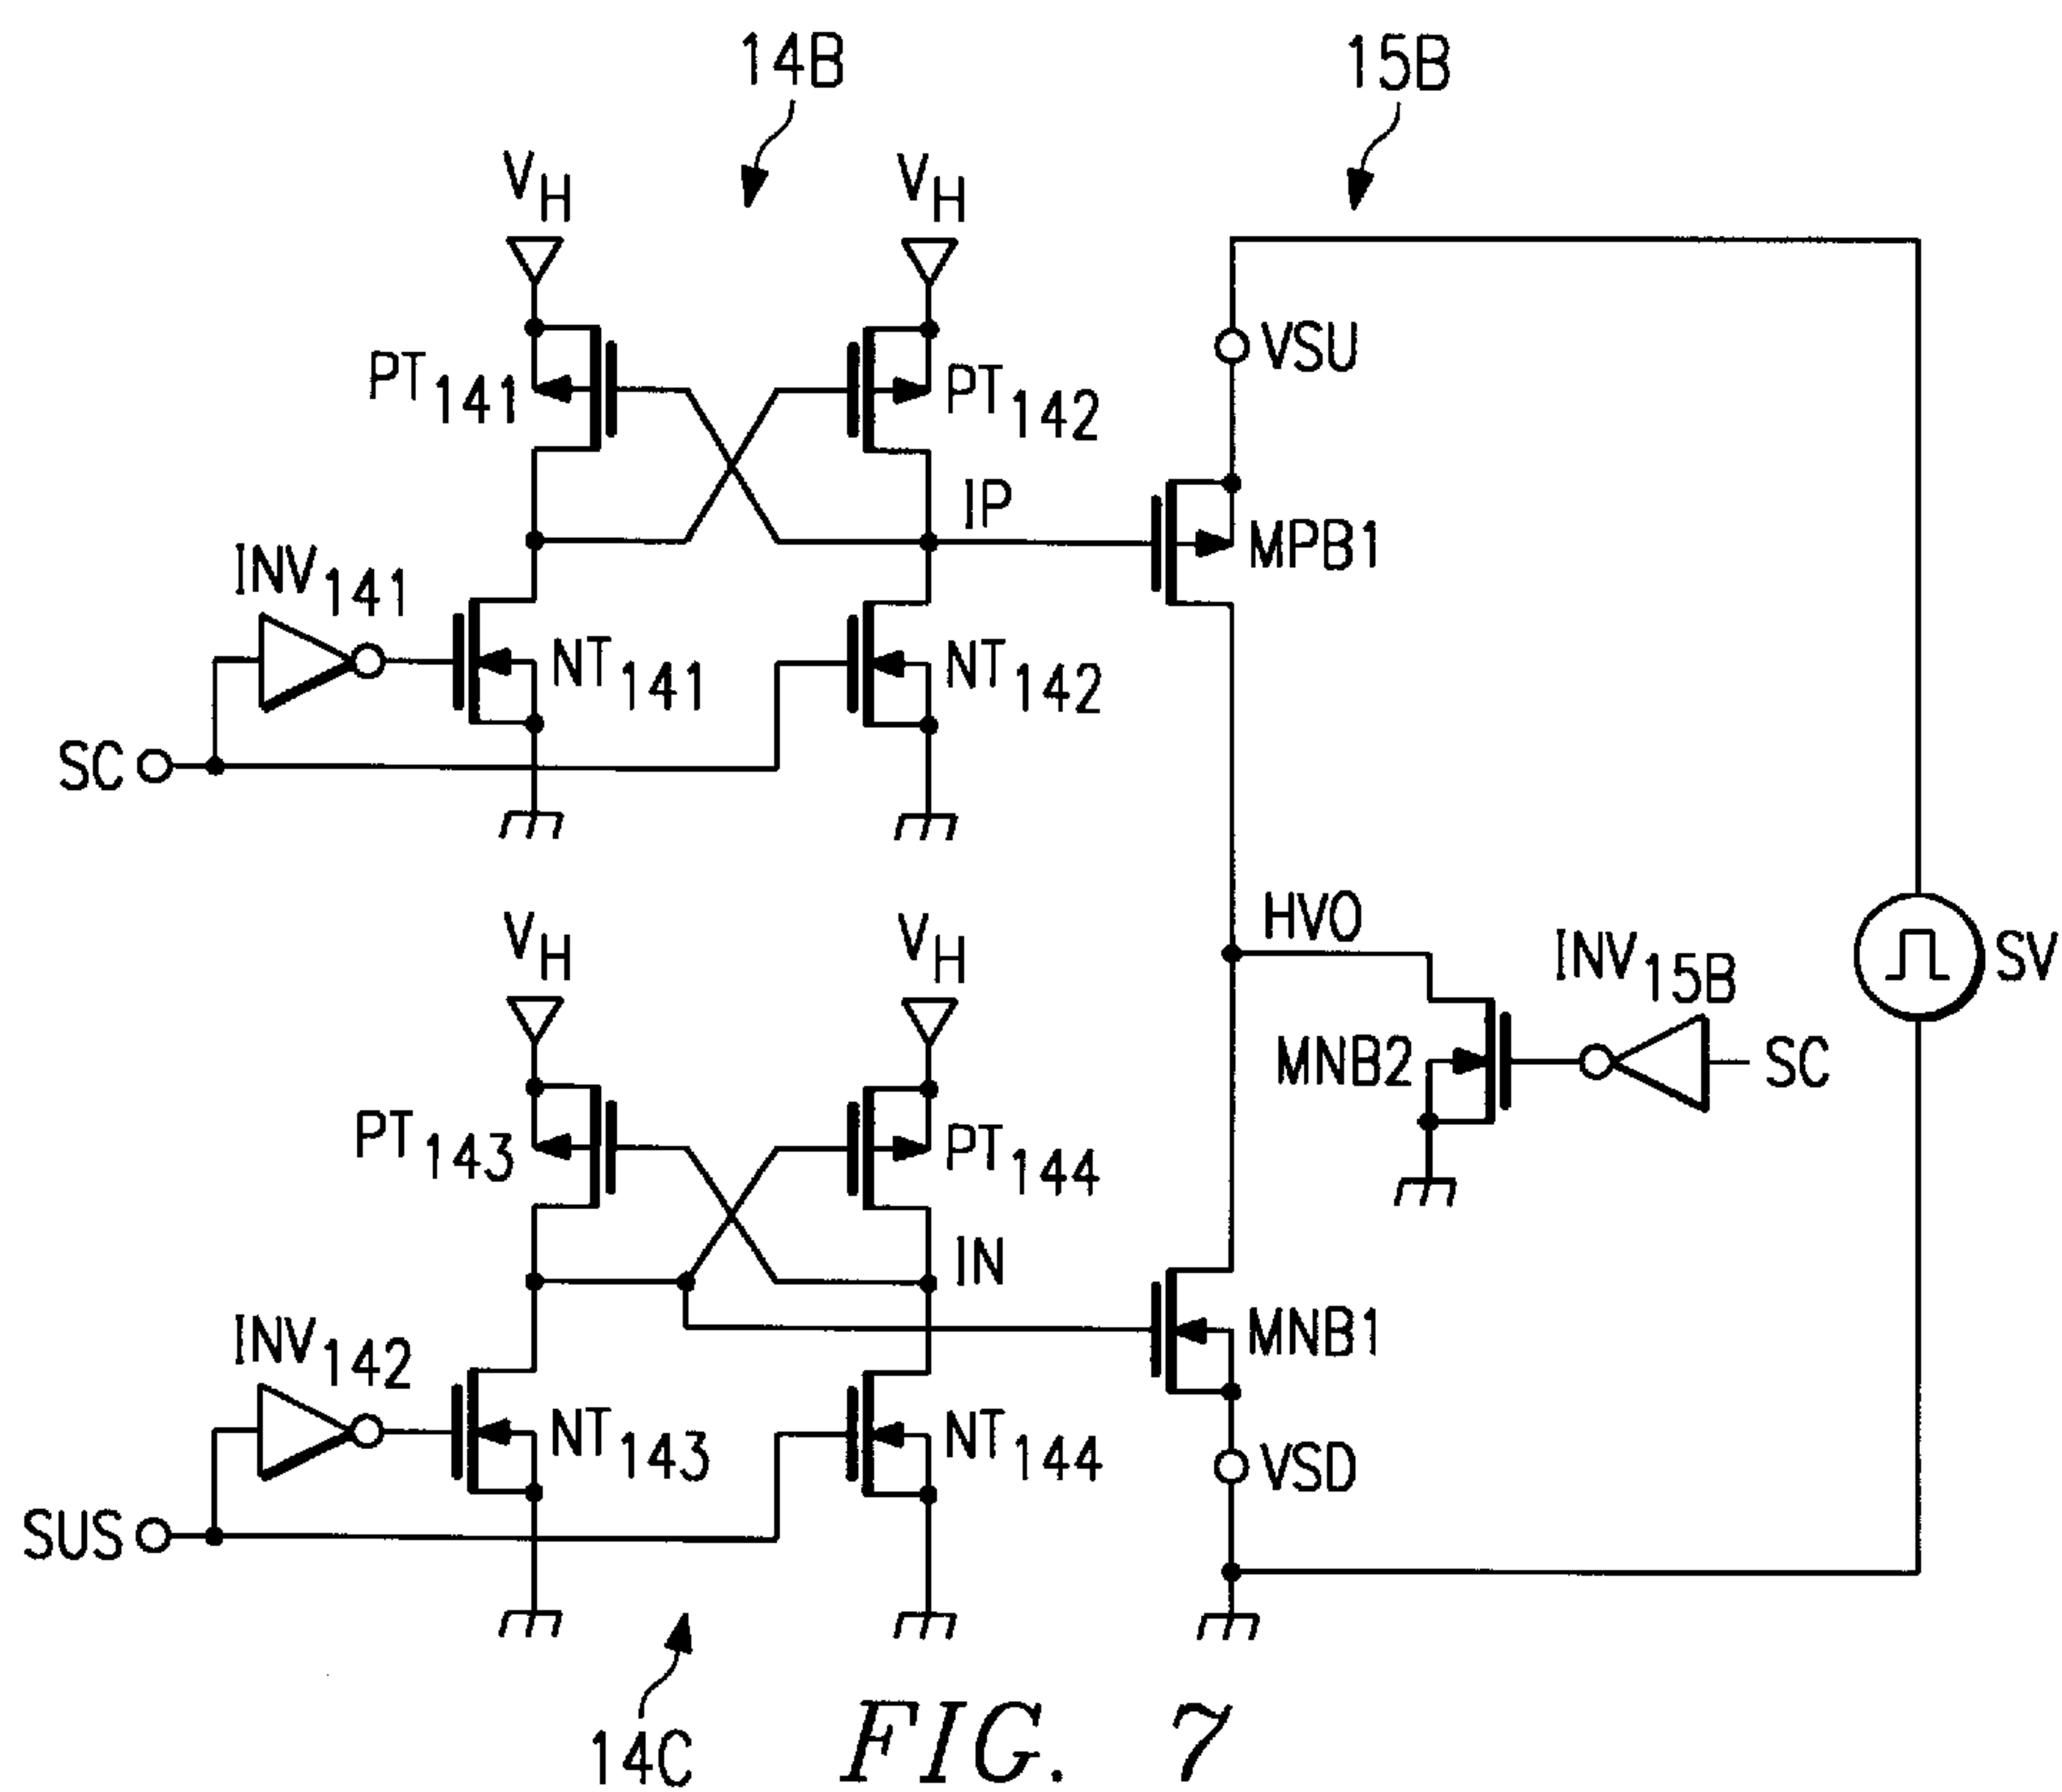 14B
15B
VH
VH
VSU
PT141
PT142
IP
MPB1
INV141
NT141
NT142
SC
HVO
VH
VH
INV15B
SV
MNB2
SC
PT143
PT144
IN
INV142
MNB1
NT143
NT144
VSD
SUS
14C
FIG. 7